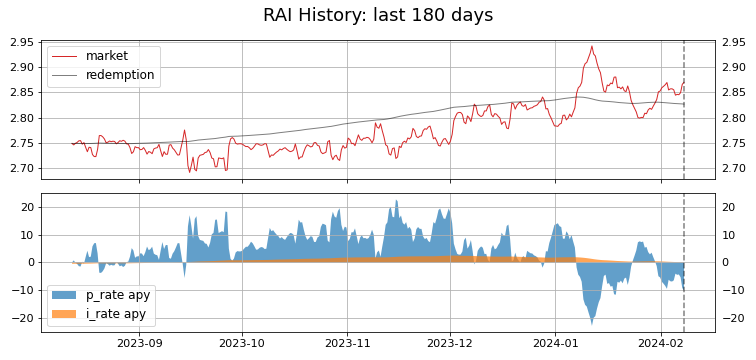 RAI History: last 180 days
2.95 2.95
market
redemption
2.90 2.90
2.85 2.85
2.80 2.80
2.75 2.75
2.70 2.70
20 20
10 10
0 0
−10 −10
p_rate apy
i_rate apy
−20 −20
2023-09 2023-10 2023-11 2023-12 2024-01 2024-02